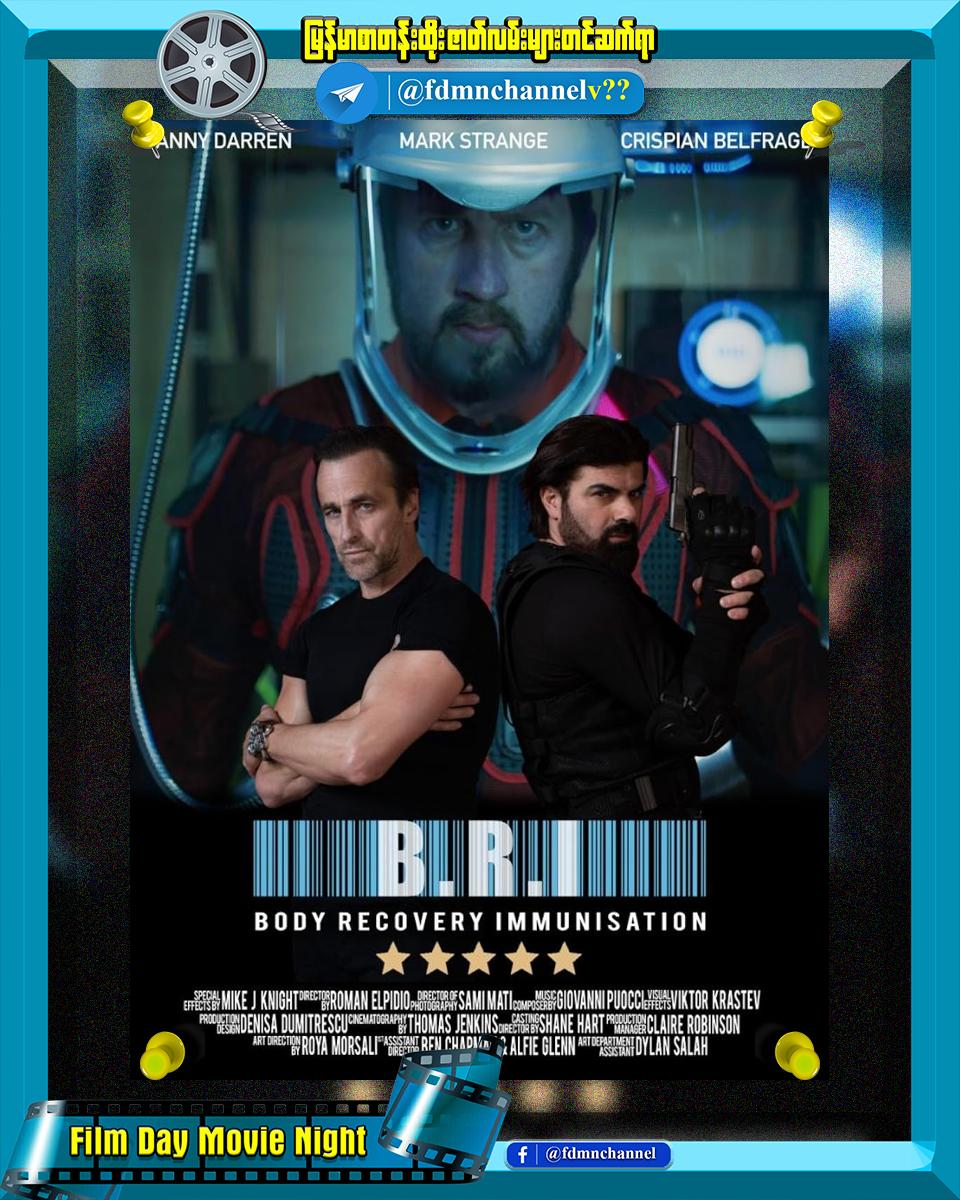 မြန်မာစာတန်းထိုးဇာတ်လမ်းများတင်ဆက်ရာ
@fdmnchannelv??
ANNY DARREN MARK STRANGE CRISPIAN BELFRAGE
B.R.I
BODY RECOVERY IMMUNISATION
SPECIAL EFFECTS BY MIKE J KNIGHT DIRECTOR BY ROMAN ELPIDIO DIRECTOR OF PHOTOGRAPHY SAMI MATI MUSIC COMPOSER BY GIOVANNI PUOCCI VISUAL EFFECTS VIKTOR KRASTEV
PRODUCTION DESIGN DENISA DUMITRESCU CINEMATOGRAPHY BY THOMAS JENKINS CASTING DIRECTOR BY SHANE HART PRODUCTION MANAGER CLAIRE ROBINSON
ART DIRECTION BY ROYA MORSALI 1ST ASSISTANT DIRECTOR BEN & ALFIE GLENN ART DEPARTMENT ASSISTANT DYLAN SALAH
Film Day Movie Night
@fdmnchannel